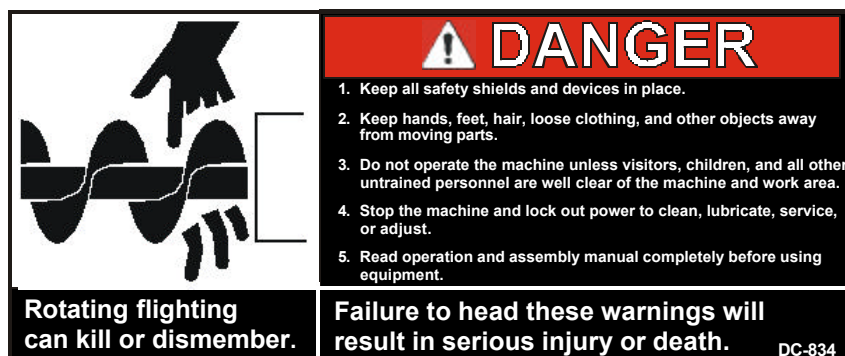 DANGER
1. Keep all safety shields and devices in place.
2. Keep hands, feet, hair, loose clothing, and other objects away
from moving parts.
3. Do not operate the machine unless visitors, children, and all other
untrained personnel are well clear of the machine and work area.
4. Stop the machine and lock out power to clean, lubricate, service,
or adjust.
5. Read operation and assembly manual completely before using
equipment.
Rotating flighting
can kill or dismember.
Failure to head these warnings will
result in serious injury or death.
DC-834